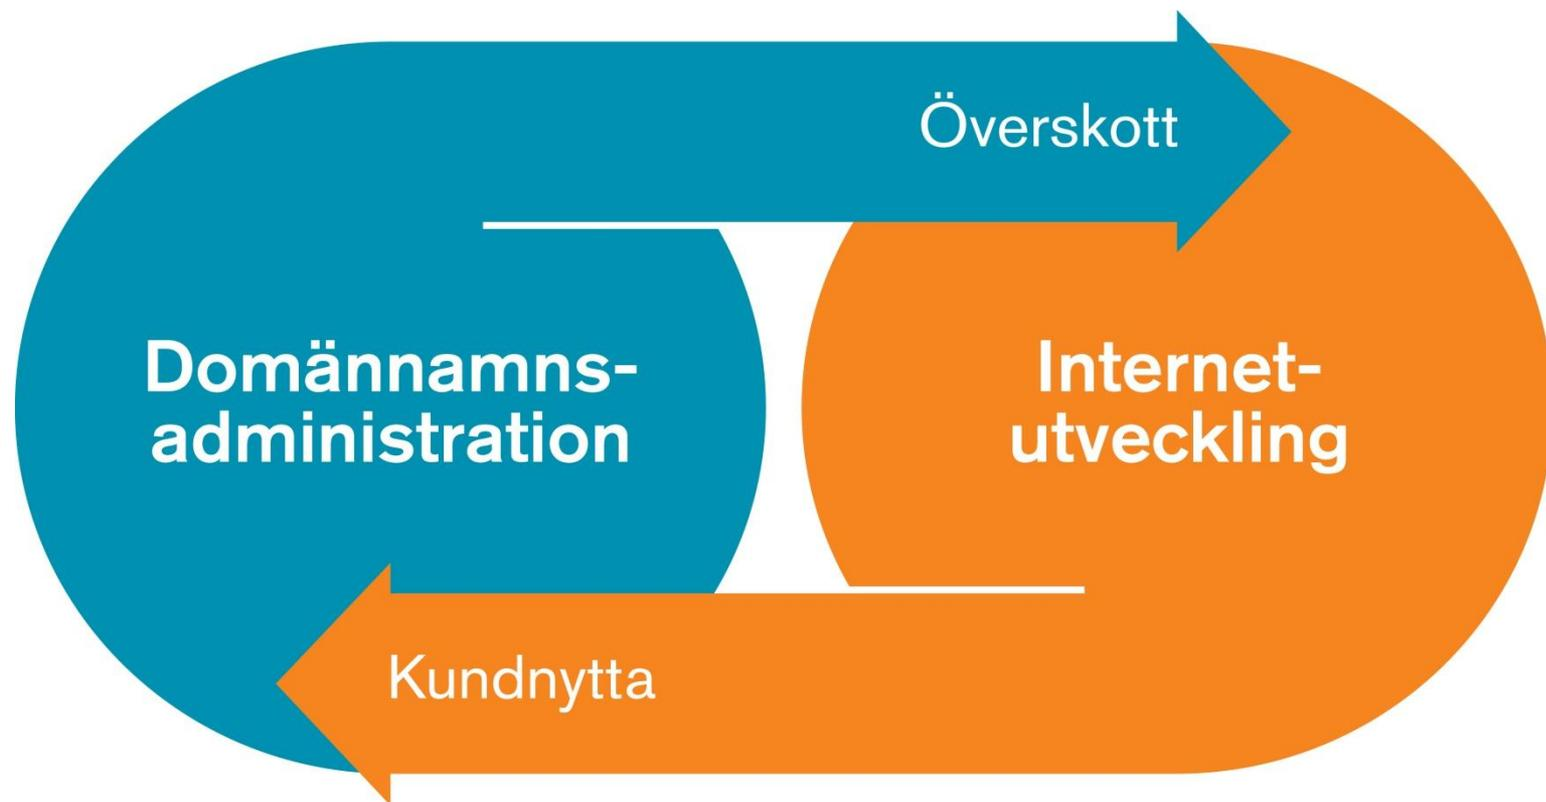 Överskott
Domännamns-
administration
Internet-
utveckling
Kundnytta